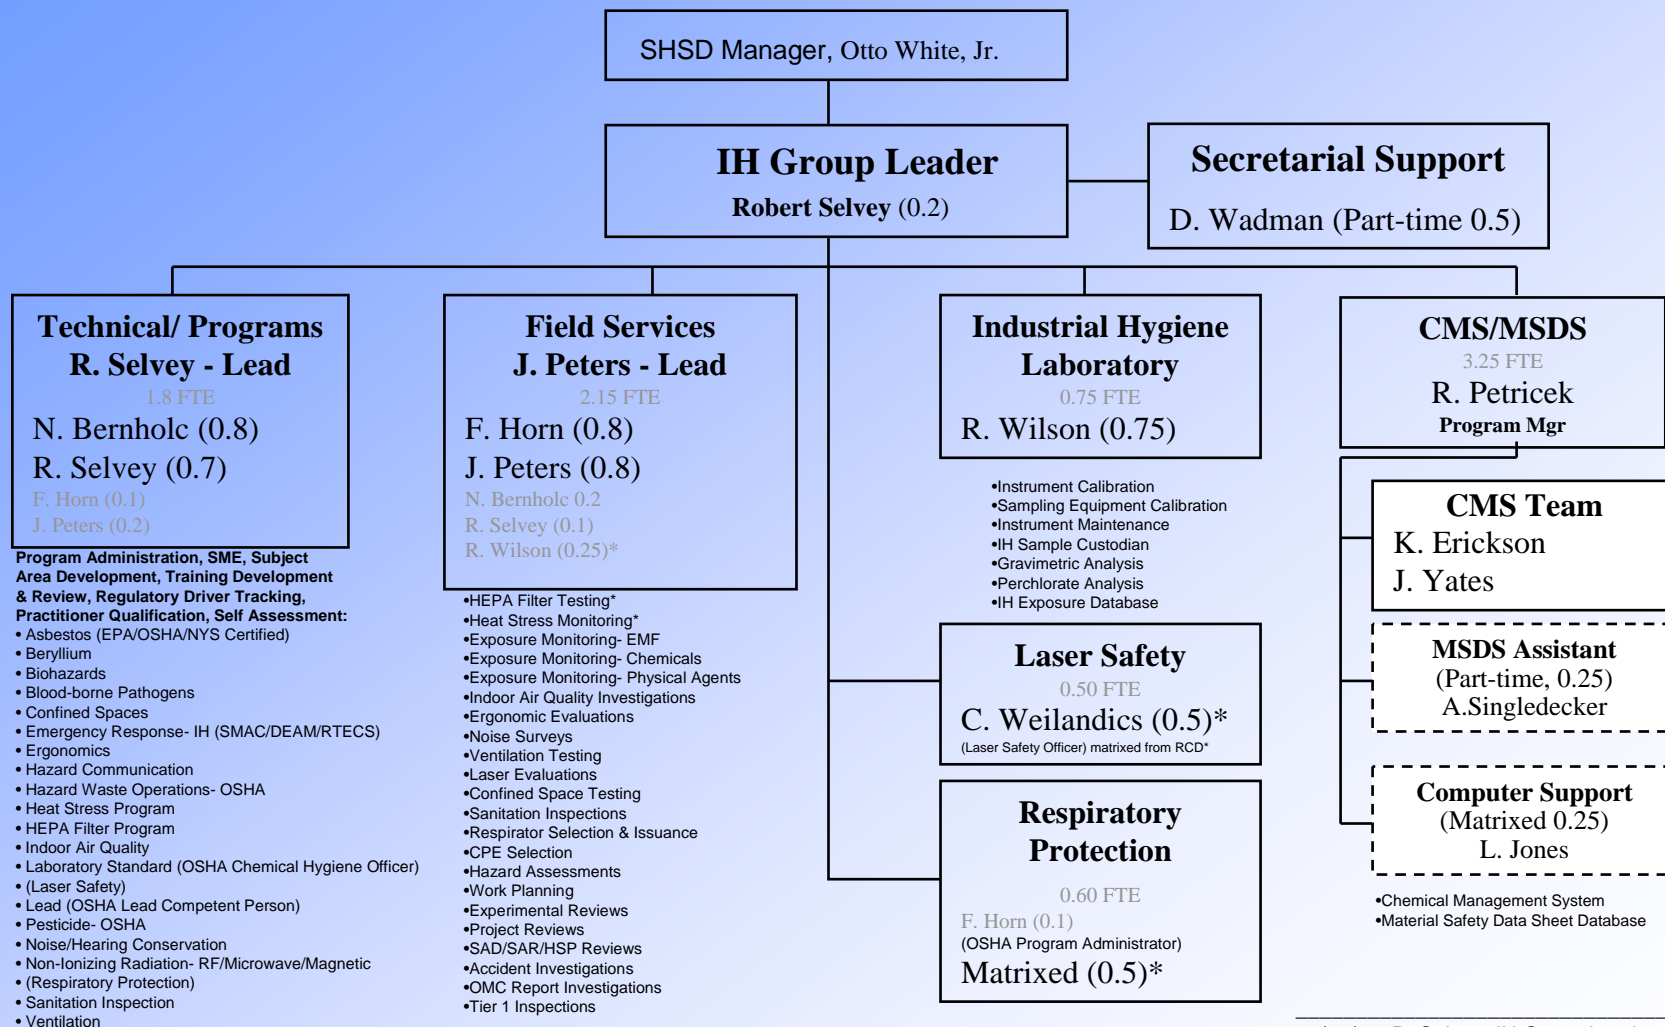 SHSD Manager, Otto White, Jr.
IH Group Leader
Robert Selvey (0.2)
Secretarial Support
D. Wadman (Part-time 0.5)
Technical/ Programs
R. Selvey - Lead
1.8 FTE
N. Bernholc (0.8)
R. Selvey (0.7)
F. Horn (0.1)
J. Peters (0.2)
Program Administration, SME, Subject
Area Development, Training Development
& Review, Regulatory Driver Tracking,
Practitioner Qualification, Self Assessment:
• Asbestos (EPA/OSHA/NYS Certified)
• Beryllium
• Biohazards
• Blood-borne Pathogens
• Confined Spaces
• Emergency Response- IH (SMAC/DEAM/RTECS)
• Ergonomics
• Hazard Communication
• Hazard Waste Operations- OSHA
• Heat Stress Program
• HEPA Filter Program
• Indoor Air Quality
• Laboratory Standard (OSHA Chemical Hygiene Officer)
• (Laser Safety)
• Lead (OSHA Lead Competent Person)
• Pesticide- OSHA
• Noise/Hearing Conservation
• Non-Ionizing Radiation- RF/Microwave/Magnetic
• (Respiratory Protection)
• Sanitation Inspection
• Ventilation
Field Services
J. Peters - Lead
2.15 FTE
F. Horn (0.8)
J. Peters (0.8)
N. Bernholc 0.2
R. Selvey (0.1)
R. Wilson (0.25)*
•HEPA Filter Testing*
•Heat Stress Monitoring*
•Exposure Monitoring- EMF
•Exposure Monitoring- Chemicals
•Exposure Monitoring- Physical Agents
•Indoor Air Quality Investigations
•Ergonomic Evaluations
•Noise Surveys
•Ventilation Testing
•Laser Evaluations
•Confined Space Testing
•Sanitation Inspections
•Respirator Selection & Issuance
•CPE Selection
•Hazard Assessments
•Work Planning
•Experimental Reviews
•Project Reviews
•SAD/SAR/HSP Reviews
•Accident Investigations
•OMC Report Investigations
•Tier 1 Inspections
Industrial Hygiene
Laboratory
0.75 FTE
R. Wilson (0.75)
•Instrument Calibration
•Sampling Equipment Calibration
•Instrument Maintenance
•IH Sample Custodian
•Gravimetric Analysis
•Perchlorate Analysis
•IH Exposure Database
Laser Safety
0.50 FTE
C. Weilandics (0.5)*
(Laser Safety Officer) matrixed from RCD*
Respiratory
Protection
0.60 FTE
F. Horn (0.1)
(OSHA Program Administrator)
Matrixed (0.5)*
CMS/MSDS
3.25 FTE
R. Petricek
Program Mgr
CMS Team
K. Erickson
J. Yates
MSDS Assistant
(Part-time, 0.25)
A.Singledecker
Computer Support
(Matrixed 0.25)
L. Jones
•Chemical Management System
•Material Safety Data Sheet Database